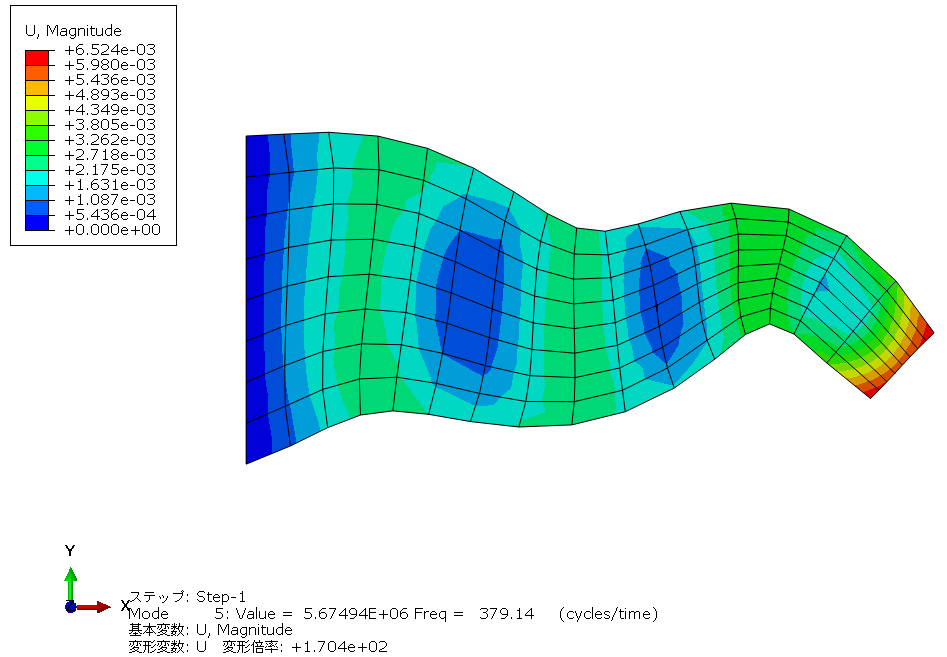 U, Magnitude
+6.524e-03
+5.980e-03
+5.436e-03
+4.893e-03
+4.349e-03
+3.805e-03
+3.262e-03
+2.718e-03
+2.175e-03
+1.631e-03
+1.087e-03
+5.436e-04
+0.000e+00
Y
Z
X
ステップ: Step-1
Mode 5: Value = 5.67494E+06 Freq = 379.14 (cycles/time)
基本変数: U, Magnitude
変形変数: U 変形倍率: +1.704e+02